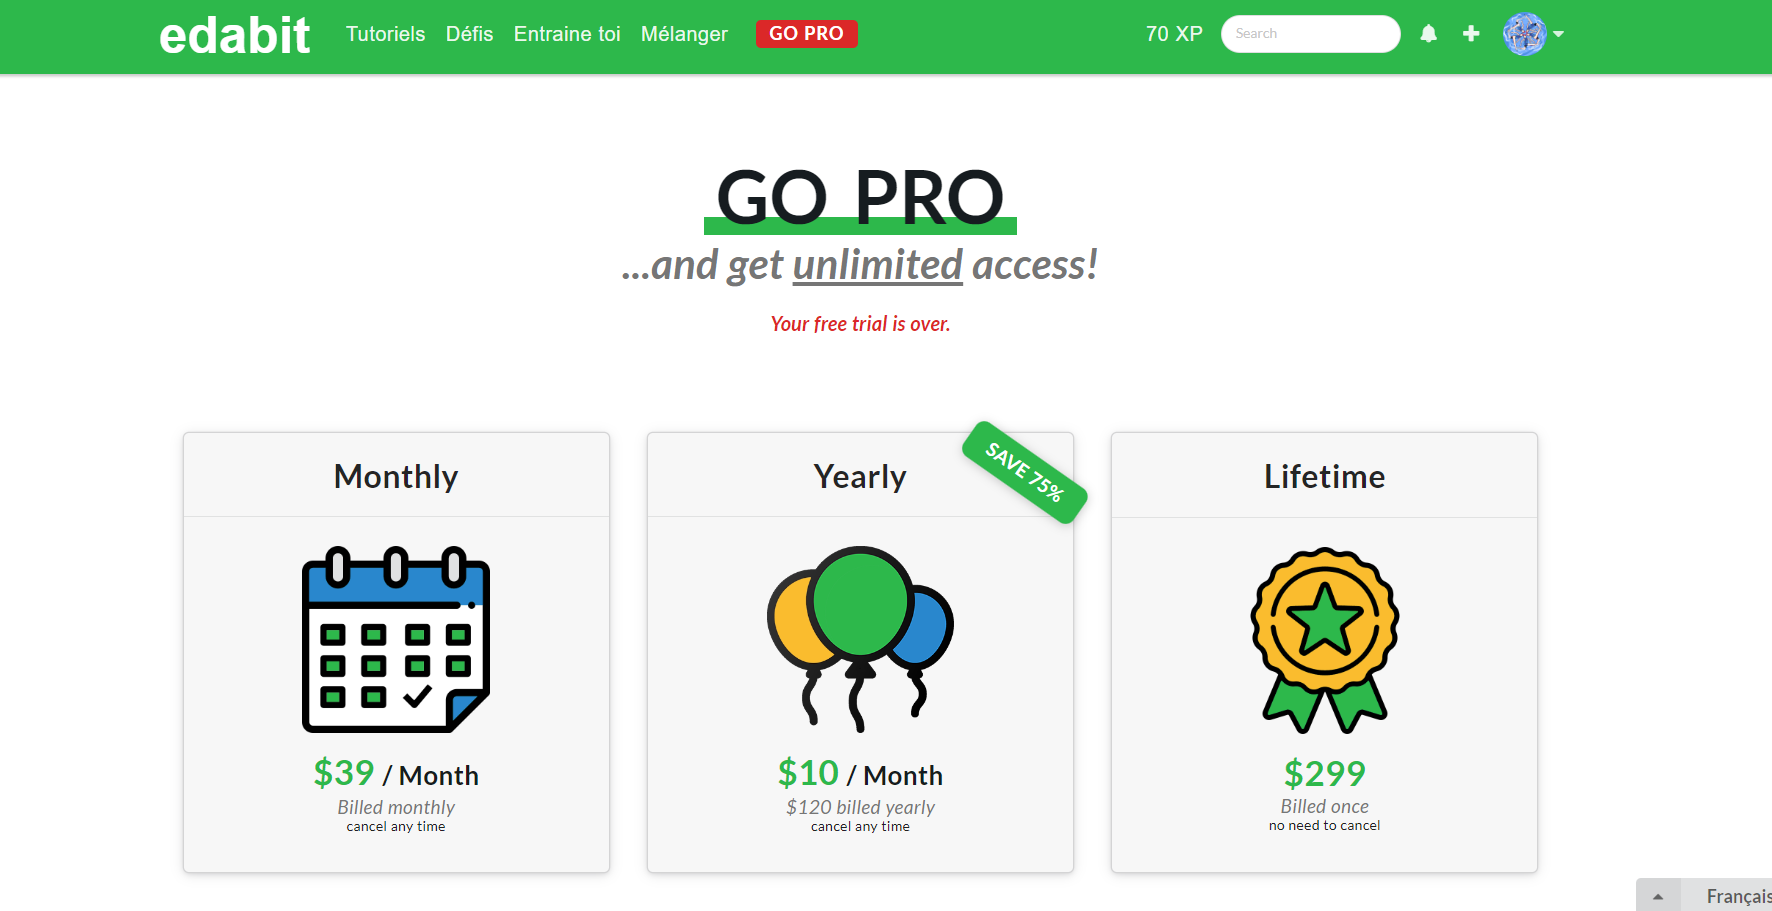 edabit Tutoriels Défis Entraine toi Mélanger GO PRO 70 XP Search
GO PRO
...and get unlimited access!
Your free trial is over.
Monthly
$39 / Month
Billed monthly
cancel any time
Yearly
SAVE 75%
$10 / Month
$120 billed yearly
cancel any time
Lifetime
$299
Billed once
no need to cancel
Français